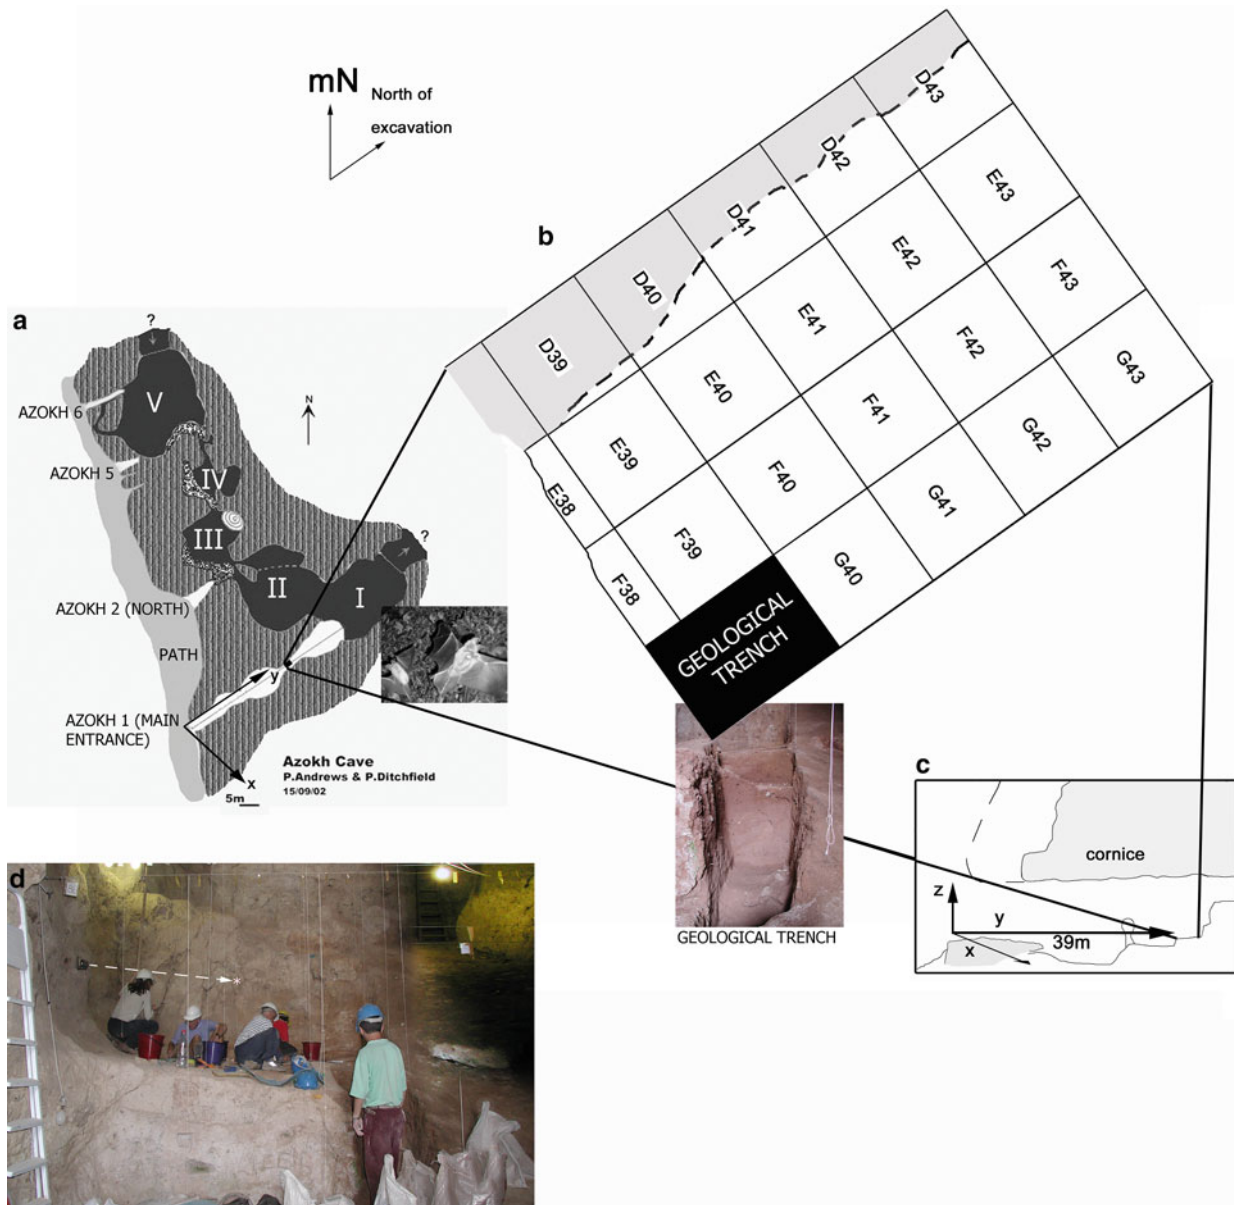 mN
North of
excavation
b
D43
D42
D41
D40
D39
E43
E42
E41
E40
E39
E38
F43
F42
F41
F40
F39
F38
G43
G42
G41
G40
GEOLOGICAL
TRENCH
a
?
V
AZOKH 6
N
AZOKH 5
IV
III
?
II
I
AZOKH 2 (NORTH)
PATH
y
AZOKH 1 (MAIN
ENTRANCE)
x
Azokh Cave
P.Andrews & P.Ditchfield
15/09/02
5m
GEOLOGICAL TRENCH
c
cornice
z
y
39m
x
d
*